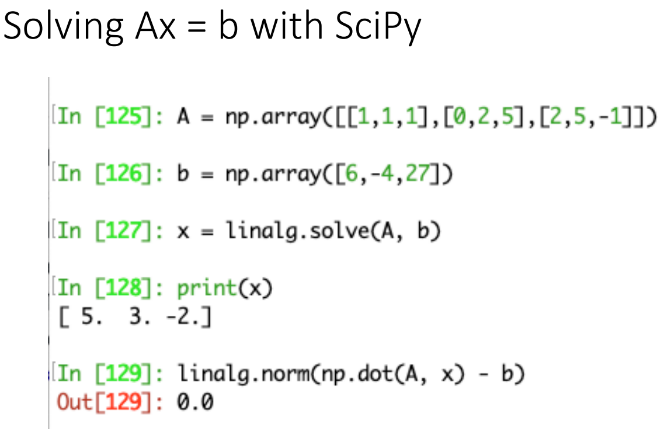 Solving Ax = b with SciPy
[In [125]: A = np.array([[1,1,1],[0,2,5],[2,5,-1]])
[In [126]: b = np.array([6,-4,27])
[In [127]: x = linalg.solve(A, b)
[In [128]: print(x)
[ 5.  3. -2.]
[In [129]: linalg.norm(np.dot(A, x) - b)
Out[129]: 0.0